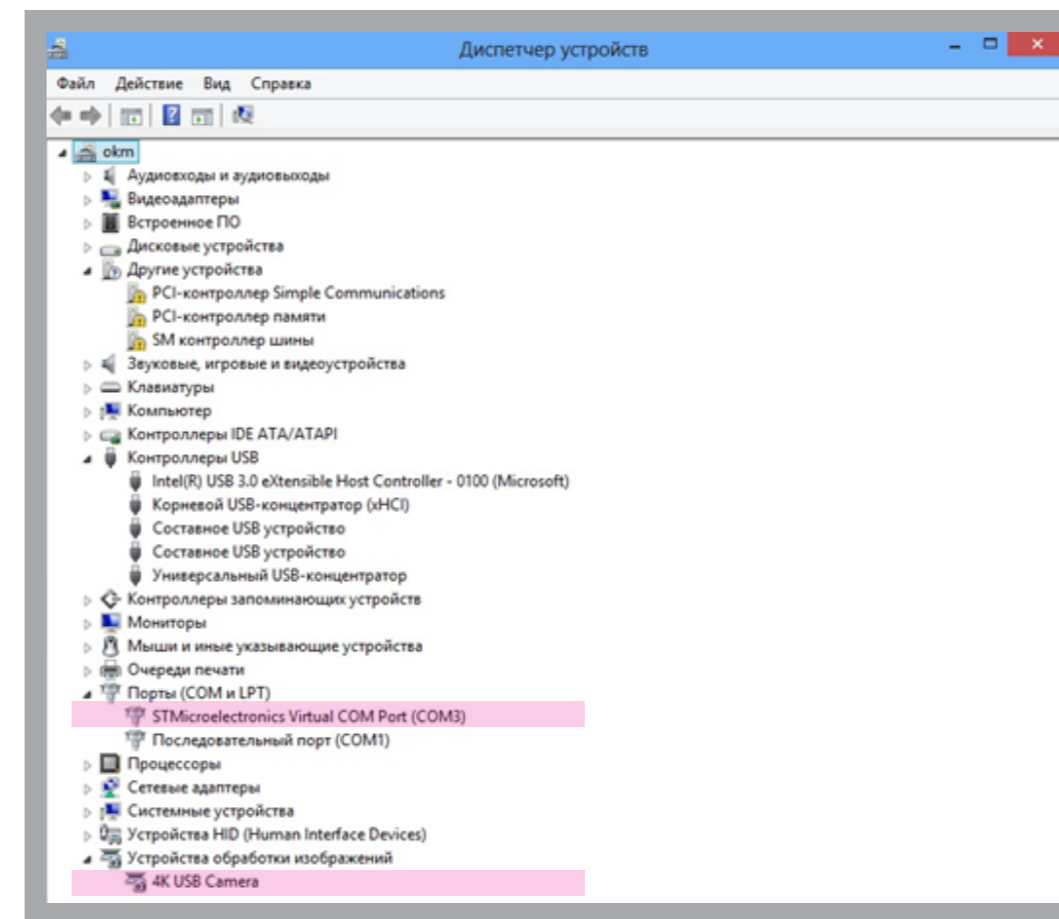 Диспетчер устройств
Файл Действие Вид Справка
okm
Аудиовходы и аудиовыходы
Видеоадаптеры
Встроенное ПО
Дисковые устройства
Другие устройства
PCI-контроллер Simple Communications
PCI-контроллер памяти
SM контроллер шины
Звуковые, игровые и видеоустройства
Клавиатуры
Компьютер
Контроллеры IDE ATA/ATAPI
Контроллеры USB
Intel(R) USB 3.0 eXtensible Host Controller - 0100 (Microsoft)
Корневой USB-концентратор (xHCI)
Составное USB устройство
Составное USB устройство
Универсальный USB-концентратор
Контроллеры запоминающих устройств
Мониторы
Мыши и иные указывающие устройства
Очереди печати
Порты (COM и LPT)
STMicroelectronics Virtual COM Port (COM3)
Последовательный порт (COM1)
Процессоры
Сетевые адаптеры
Системные устройства
Устройства HID (Human Interface Devices)
Устройства обработки изображений
4K USB Camera